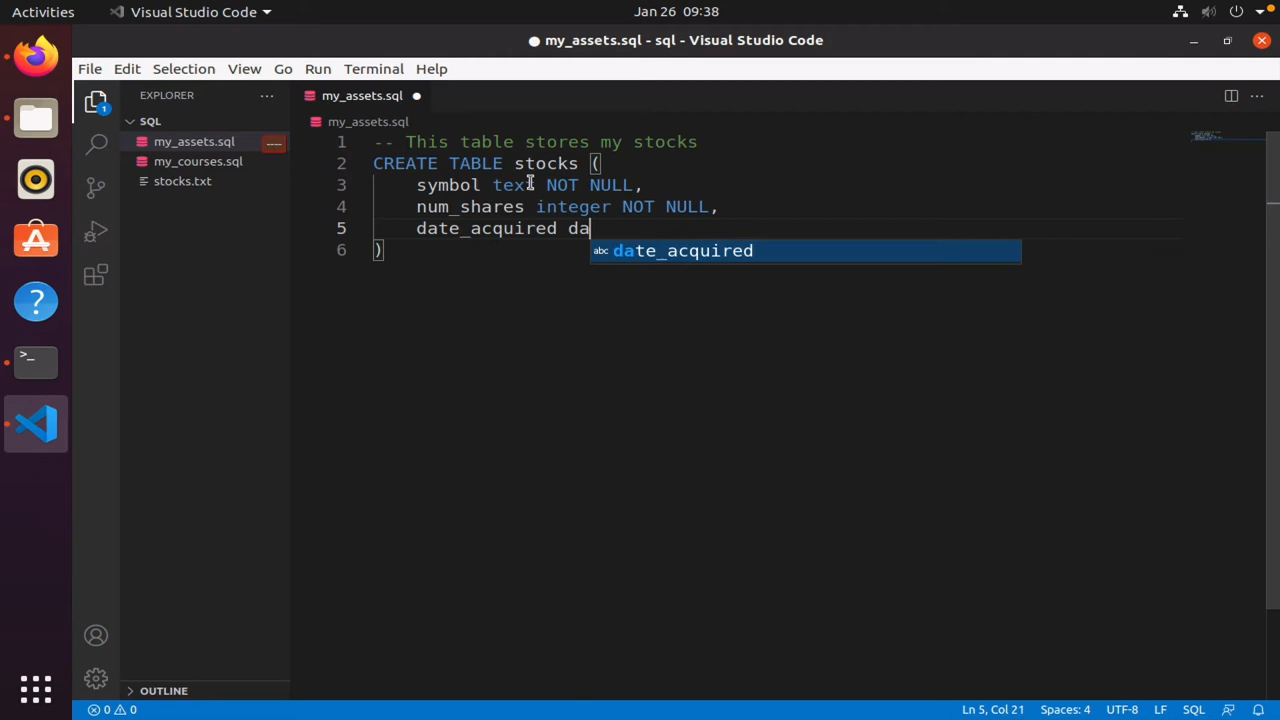 Activities
Visual Studio Code
Jan 26 09:38
my_assets.sql - sql - Visual Studio Code
File Edit Selection View Go Run Terminal Help
EXPLORER
my_assets.sql
SQL
my_assets.sql
my_assets.sql
my_courses.sql
stocks.txt
1 -- This table stores my stocks
2 CREATE TABLE stocks (
3 symbol text NOT NULL,
4 num_shares integer NOT NULL,
5 date_acquired da
abc date_acquired
6 )
1
OUTLINE
0 0
Ln 5, Col 21 Spaces: 4 UTF-8 LF SQL